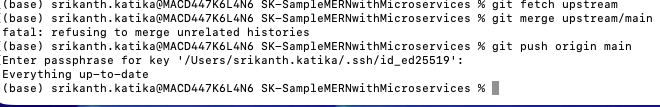 (base) srikanth.katika@MACD447K6L4N6 SK-SampleMERNwithMicroservices % git fetch upstream
(base) srikanth.katika@MACD447K6L4N6 SK-SampleMERNwithMicroservices % git merge upstream/main
fatal: refusing to merge unrelated histories
(base) srikanth.katika@MACD447K6L4N6 SK-SampleMERNwithMicroservices % git push origin main
Enter passphrase for key '/Users/srikanth.katika/.ssh/id_ed25519':
Everything up-to-date
(base) srikanth.katika@MACD447K6L4N6 SK-SampleMERNwithMicroservices %